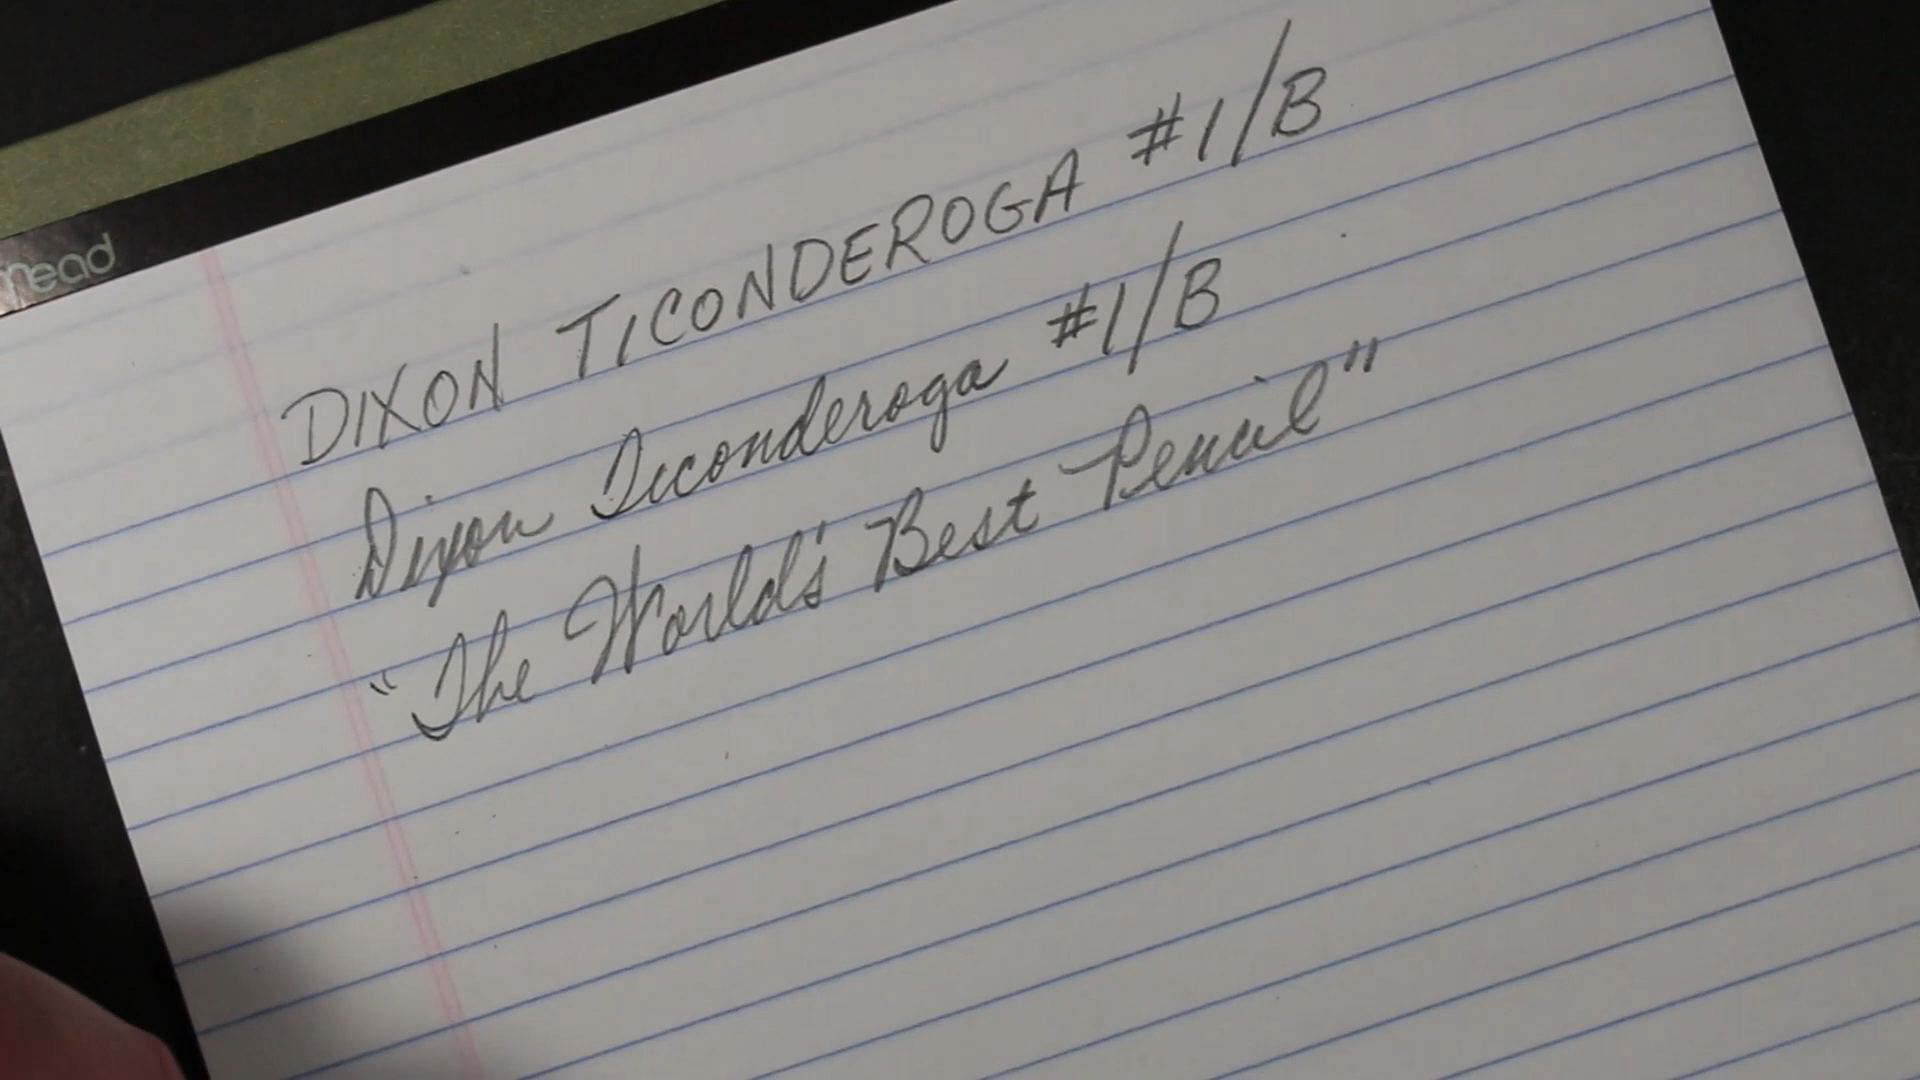 mead
DIXON TICONDEROGA #1/B
Dixon Ticonderoga #1/B
"The World's Best Pencil"